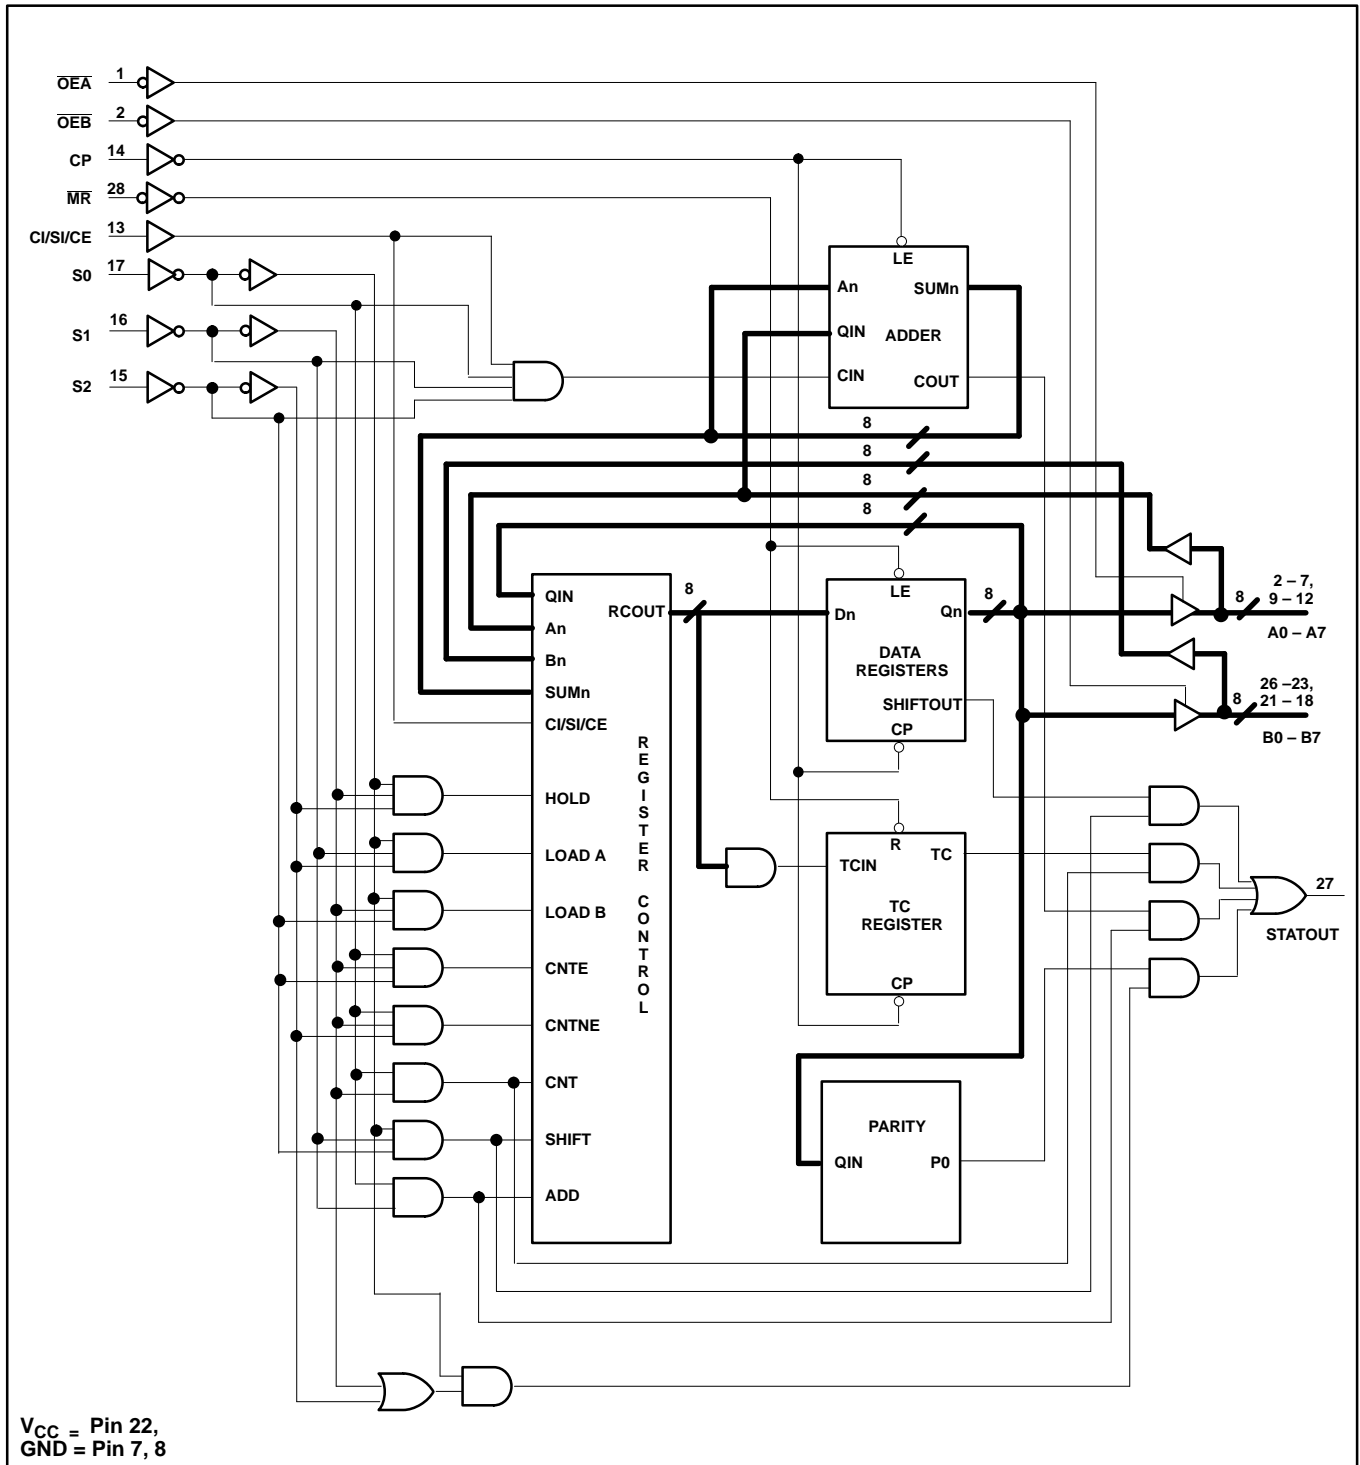 OEA 1
OEB 2
CP 14
MR 28
CI/SI/CE 13
S0 17
S1 16
S2 15
LE
An SUMn
QIN ADDER
CIN COUT
8
8
8
8
QIN
An
Bn
SUMn
CI/SI/CE
HOLD
LOAD A
LOAD B
CNTE
CNTNE
CNT
SHIFT
ADD
RCOUT
REGISTER CONTROL
8
LE
Dn Qn
DATA
REGISTERS
SHIFTOUT
CP
8
8
2 – 7,
9 – 12
A0 – A7
8
26 –23,
21 – 18
B0 – B7
R
TCIN TC
TC
REGISTER
CP
PARITY
QIN P0
27
STATOUT
VCC = Pin 22,
GND = Pin 7, 8